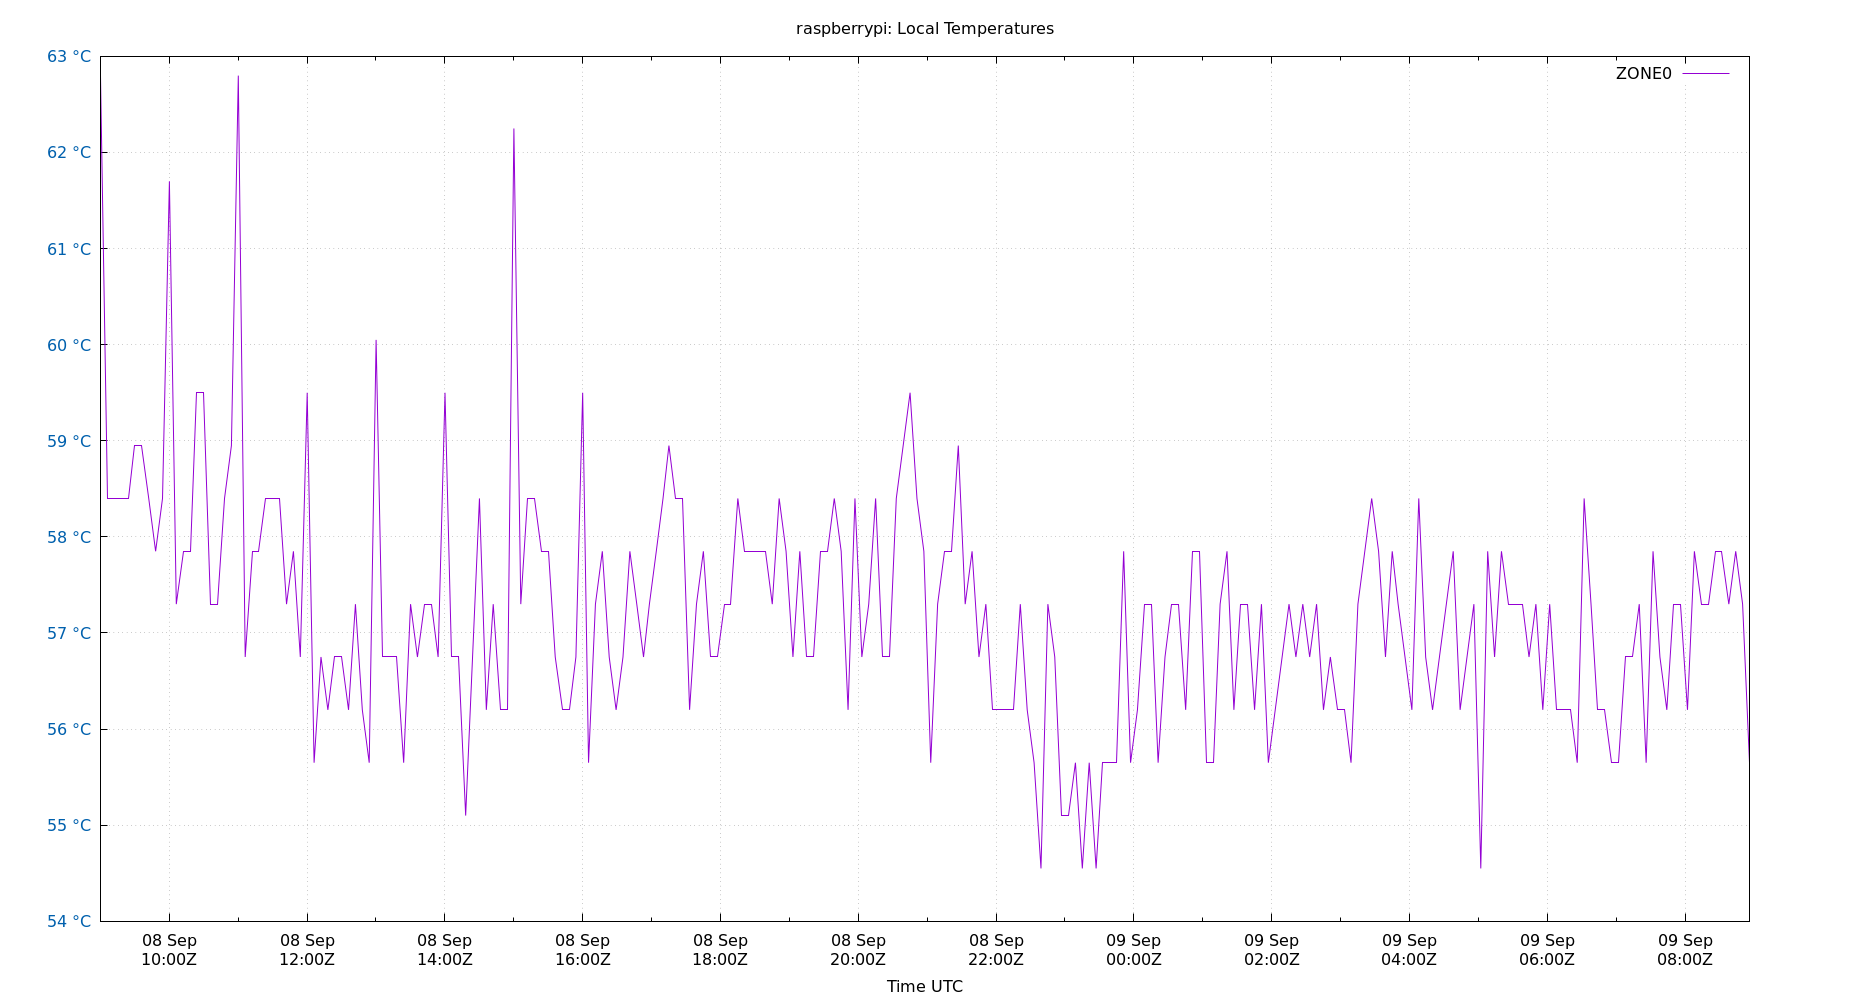 raspberrypi: Local Temperatures
63 °C
ZONE0
62 °C
61 °C
60 °C
59 °C
58 °C
57 °C
56 °C
55 °C
54 °C
08 Sep 08 Sep 08 Sep 08 Sep 08 Sep 08 Sep 08 Sep 09 Sep 09 Sep 09 Sep 09 Sep 09 Sep
10:00Z 12:00Z 14:00Z 16:00Z 18:00Z 20:00Z 22:00Z 00:00Z 02:00Z 04:00Z 06:00Z 08:00Z
Time UTC